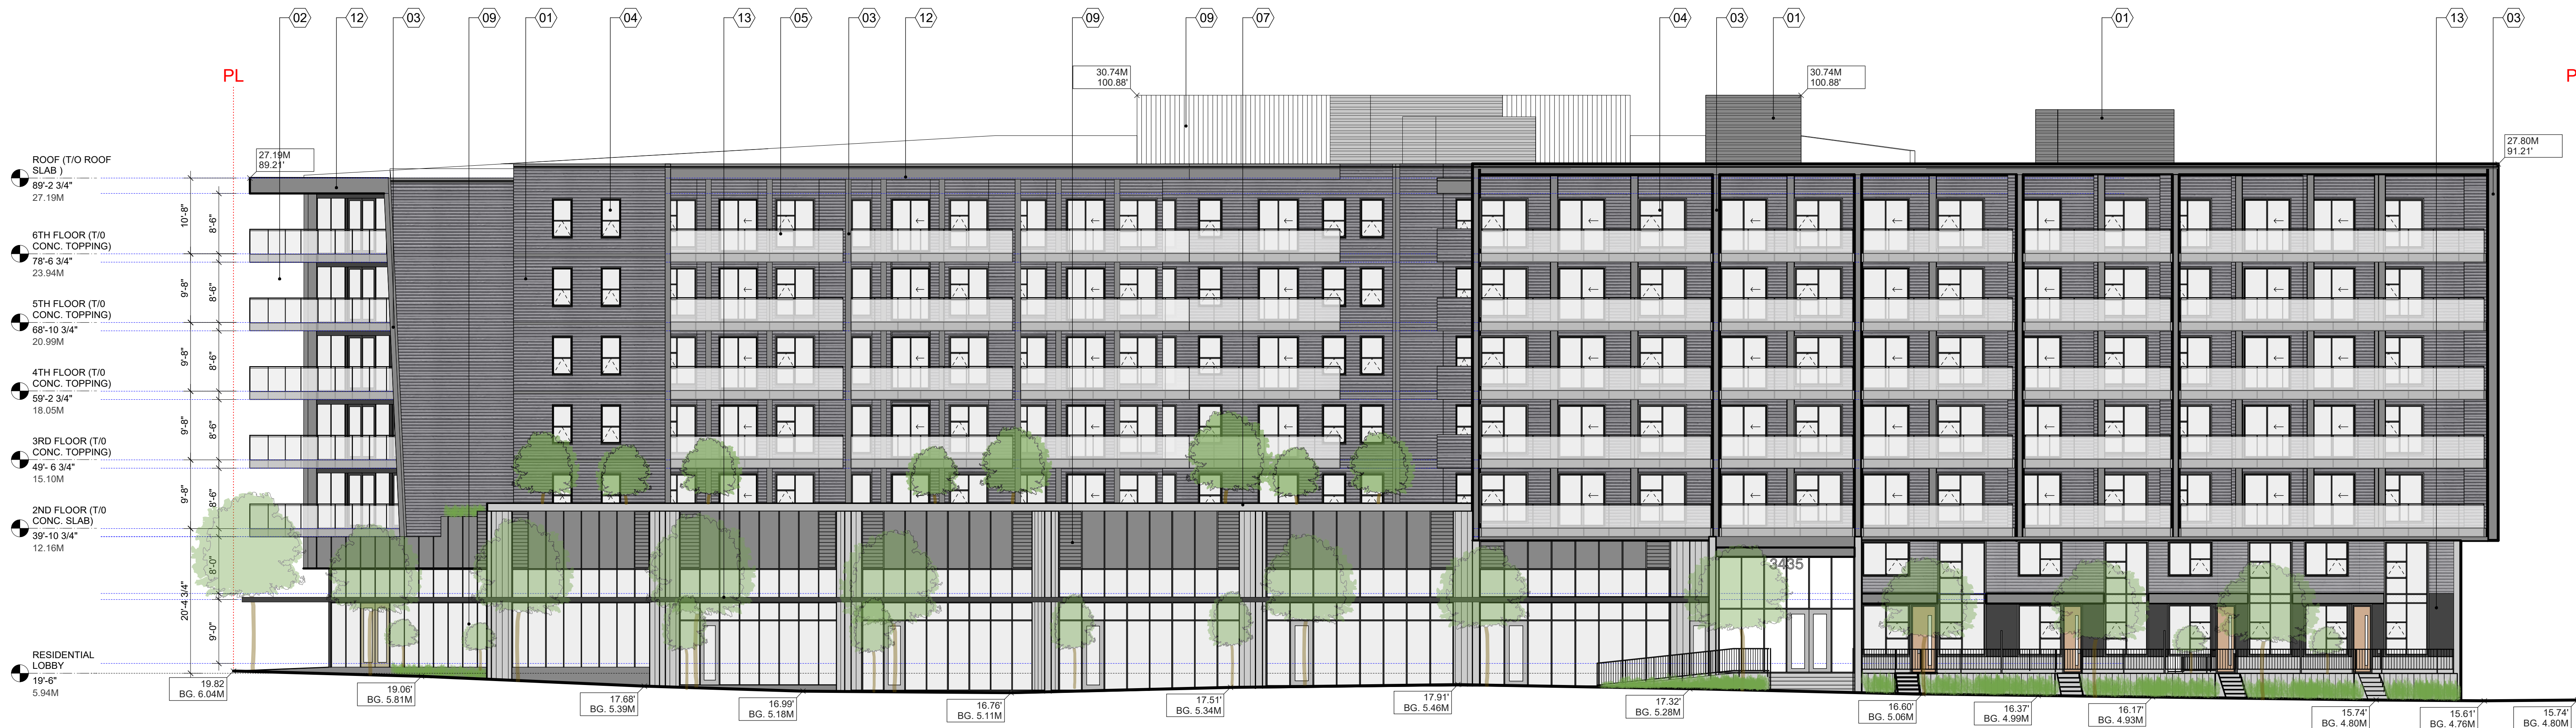 02
12
03
09
01
04
13
05
03
12
09
09
07
04
03
01
01
13
03
PL
P
30.74M
100.88'
30.74M
100.88'
27.19M
89.21'
27.80M
91.21'
ROOF (T/O ROOF
SLAB )
89'-2 3/4"
27.19M
10'-8"
8'-6"
6TH FLOOR (T/0
CONC. TOPPING)
78'-6 3/4"
23.94M
9'-8"
8'-6"
5TH FLOOR (T/0
CONC. TOPPING)
68'-10 3/4"
20.99M
9'-8"
8'-6"
4TH FLOOR (T/0
CONC. TOPPING)
59'-2 3/4"
18.05M
9'-8"
8'-6"
3RD FLOOR (T/0
CONC. TOPPING)
49'- 6 3/4"
15.10M
9'-8"
8'-6"
2ND FLOOR (T/0
CONC. SLAB)
39'-10 3/4"
12.16M
20'-4 3/4"
8'-0"
9'-0"
3435
RESIDENTIAL
LOBBY
19'-6"
5.94M
19.82
BG. 6.04M
19.06'
BG. 5.81M
17.68'
BG. 5.39M
16.99'
BG. 5.18M
16.76'
BG. 5.11M
17.51'
BG. 5.34M
17.91'
BG. 5.46M
17.32'
BG. 5.28M
16.60'
BG. 5.06M
16.37'
BG. 4.99M
16.17'
BG. 4.93M
15.74'
BG. 4.80M
15.61'
BG. 4.76M
15.74'
BG. 4.80M